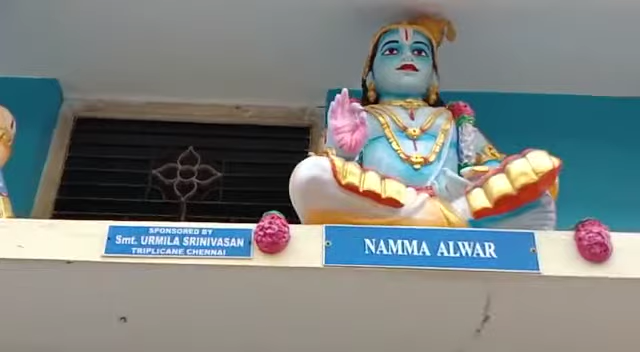 SPONSORED BY
Smt. URMILA SRINIVASAN
TRIPLICANE CHENNAI
NAMMA ALWAR